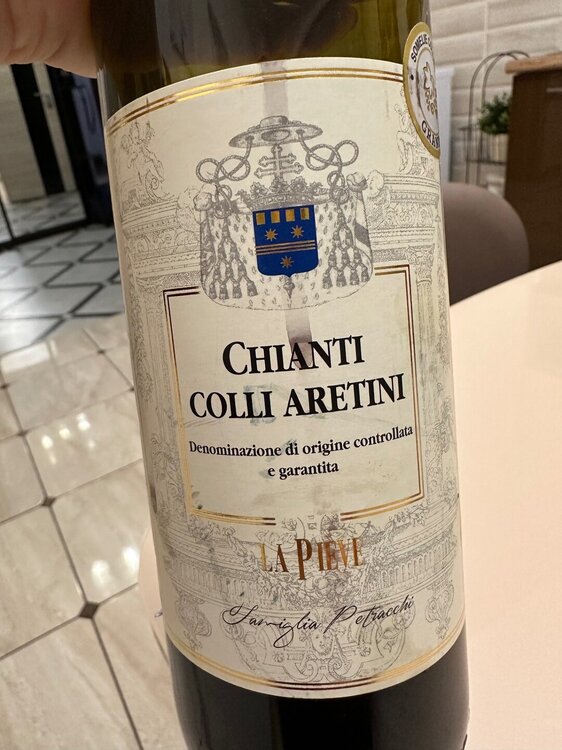 CHIANTI
COLLI ARETINI
Denominazione di origine controllata
e garantita
LA PIEVE
Famiglia Petracchi